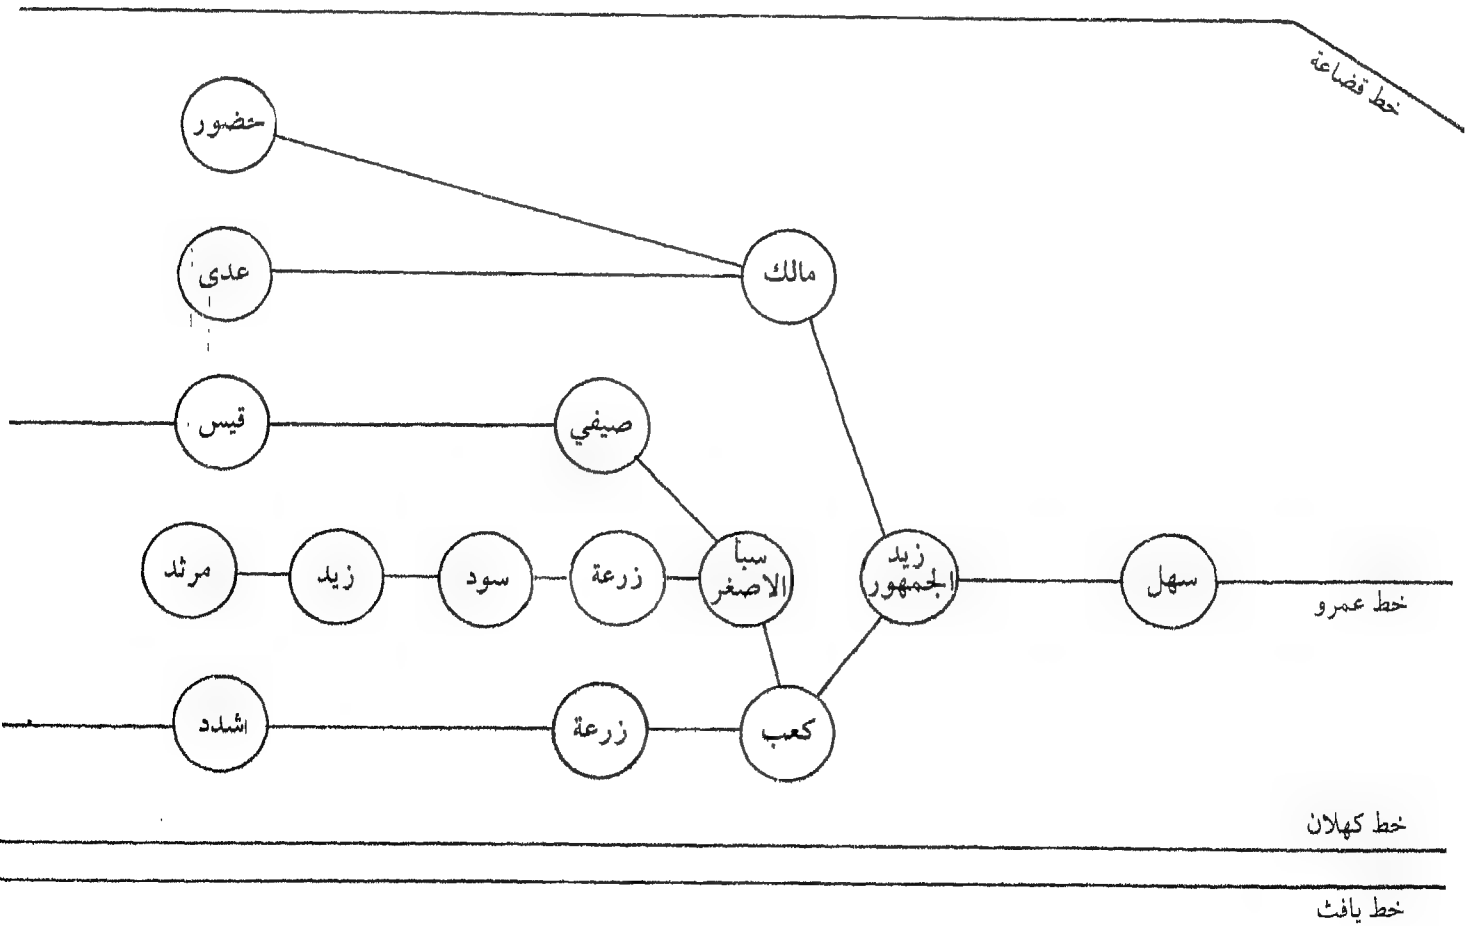 خط قضاعة
حضور
مالك
عدى
صيفي
قيس
سهل
خط عمرو
زيد
الجمهور
سبأ
الاصغر
زرعة
سود
زيد
مرثد
كعب
زرعة
اشدد
خط كهلان
خط يافث